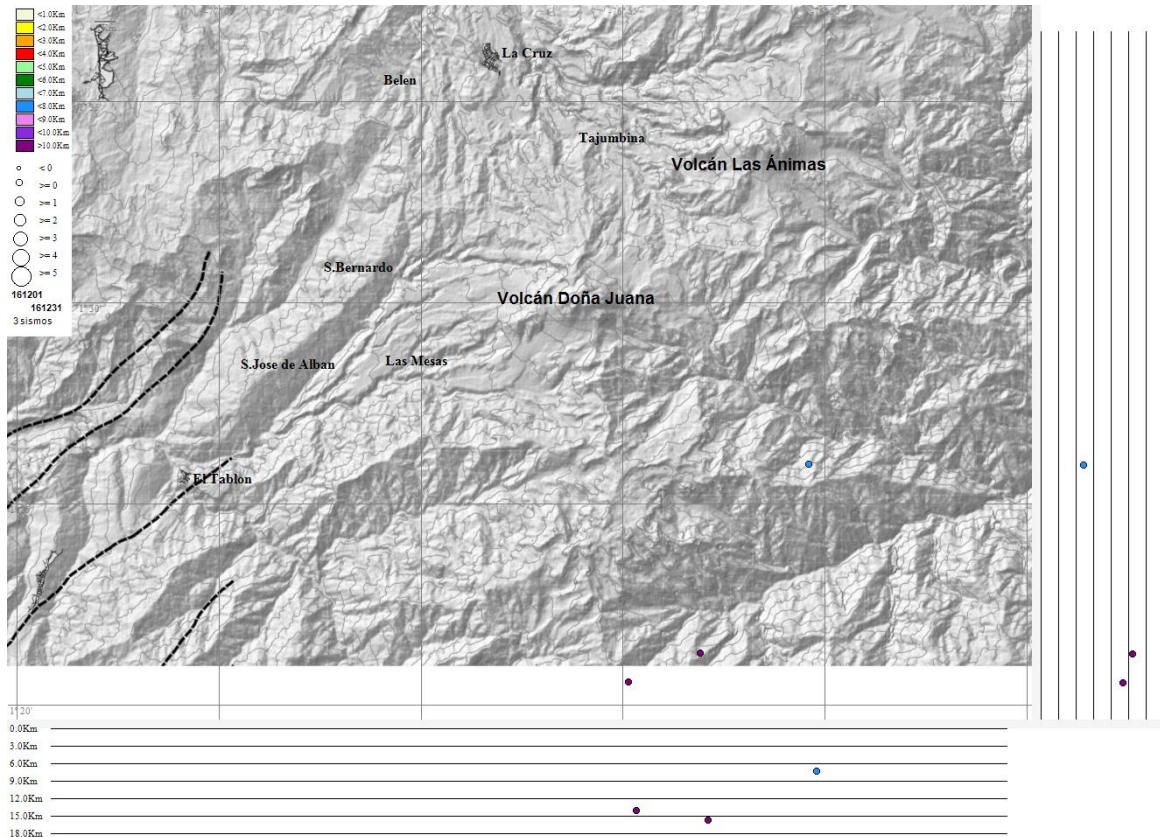 <1.0Km
<2.0Km
<3.0Km
<4.0Km
<5.0Km
<6.0Km
<7.0Km
<8.0Km
<9.0Km
<10.0Km
>10.0Km
< 0
>= 0
>= 1
>= 2
>= 3
>= 4
>= 5
161201
161231
3 sismos
La Cruz
Belen
Tajumbina
Volcán Las Ánimas
S.Bernardo
Volcán Doña Juana
S.Jose de Alban
Las Mesas
El Tablon
1°20'
0.0Km
3.0Km
6.0Km
9.0Km
12.0Km
15.0Km
18.0Km